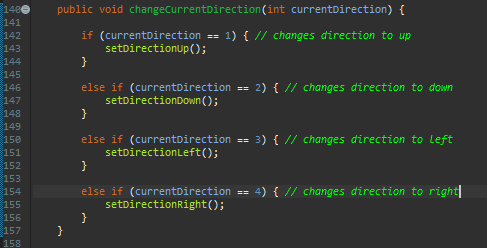 140 public void changeCurrentDirection(int currentDirection) {
141
142 if (currentDirection == 1) { // changes direction to up
143 setDirectionUp();
144 }
145
146 else if (currentDirection == 2) { // changes direction to down
147 setDirectionDown();
148 }
149
150 else if (currentDirection == 3) { // changes direction to left
151 setDirectionLeft();
152 }
153
154 else if (currentDirection == 4) { // changes direction to right
155 setDirectionRight();
156 }
157 }
158